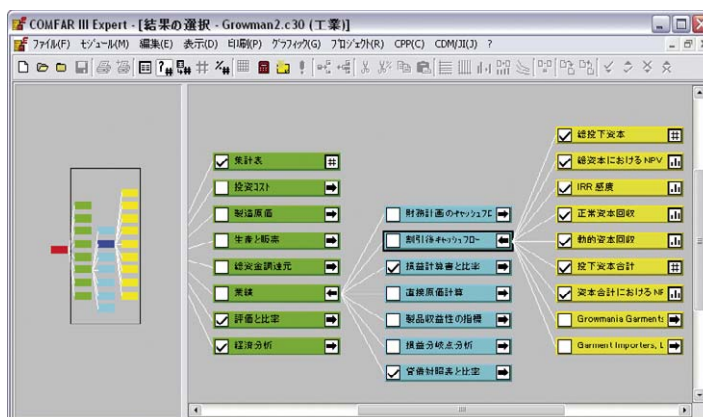 COMFAR III Expert - [結果の選択 - Growman2.c30 (工業)]
ファイル(F) モジュール(M) 編集(E) 表示(D) 印刷(P) グラフィック(G) プロジェクト(R) CPP(C) CDM/JI(J) ?
集計表
投資コスト
製造原価
生産と販売
総資金調達元
業績
評価と比率
経済分析
財務計画のキャッシュフロ
割引後キャッシュフロー
損益計算書と比率
直接原価計算
製品収益性の指標
損益分岐点分析
貸借対照表と比率
総投下資本
総資本における NPV
IRR 感度
正常資本回収
動的資本回収
投下資本合計
資本合計における NF
Growmania Garments
Garment Importers, L